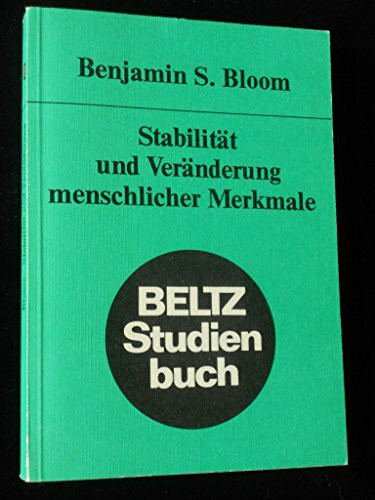 Benjamin S. Bloom
Stabilität
und Veränderung
menschlicher Merkmale
BELTZ
Studien
buch